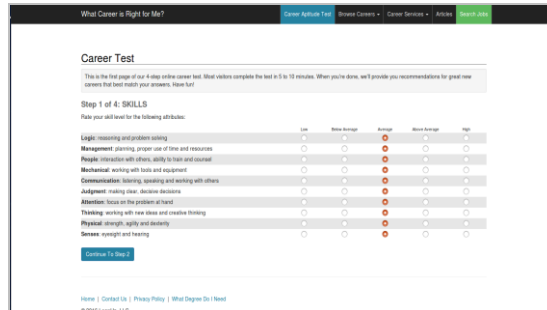 What Career is Right for Me? Career Aptitude Test Browse Careers Career Services Articles Search Jobs
Career Test
This is the first page of our 4-step online career test. Most visitors complete the test in 5 to 10 minutes. When you're done, we'll provide you recommendations for great new
careers that best match your answers. Have fun!
Step 1 of 4: SKILLS
Rate your skill level for the following attributes:
Low Below Average Average Above Average High
Logic: reasoning and problem solving
Management: planning, proper use of time and resources
People: interaction with others, ability to train and counsel
Mechanical: working with tools and equipment
Communication: listening, speaking and working with others
Judgment: making clear, decisive decisions
Attention: focus on the problem at hand
Thinking: working with new ideas and creative thinking
Physical: strength, agility and dexterity
Senses: eyesight and hearing
Continue To Step 2
Home | Contact Us | Privacy Policy | What Degree Do I Need